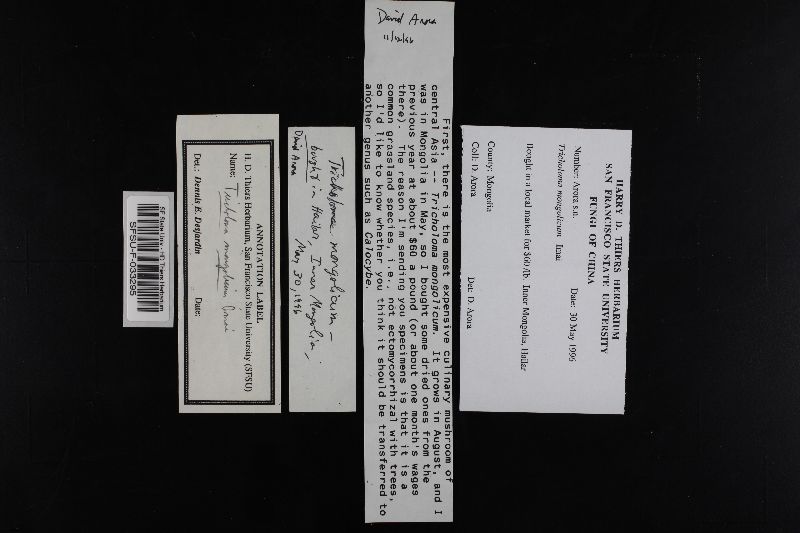 HARRY D. THIERS HERBARIUM
SAN FRANCISCO STATE UNIVERSITY
FUNGI OF CHINA
Number: Arora s.n.
Date: 30 May 1996
Tricholoma mongolicum Imai
Bought in a local market for $60 /lb. Inner Mongolia, Hailar
County: Mongolia
Coll: D. Arora
Det: D. Arora
David Arora
11/12/96
First, there is the most expensive culinary mushroom of
central Asia -- Tricholoma mongolicum. It grows in August, and I
was in Mongolia in May, so I bought some dried ones from the
previous year at about $60 a pound (or about one month's wages
there). The reason I'm sending you specimens is that it is a
common grassland species, i.e., not ectomycorrhizal with trees,
so I'd like to know whether you think it should be transferred to
another genus such as Calocybe.
Tricholoma mongolicum -
bought in Hailar, Inner Mongolia,
May 30, 1996
David Arora
ANNOTATION LABEL
H. D. Thiers Herbarium, San Francisco State University (SFSU)
Name: Tricholoma mongolicum Imai
Det.: Dennis E. Desjardin
Date:
SF State Univ. - HD Thiers Herbarium
SFSU-F-033295